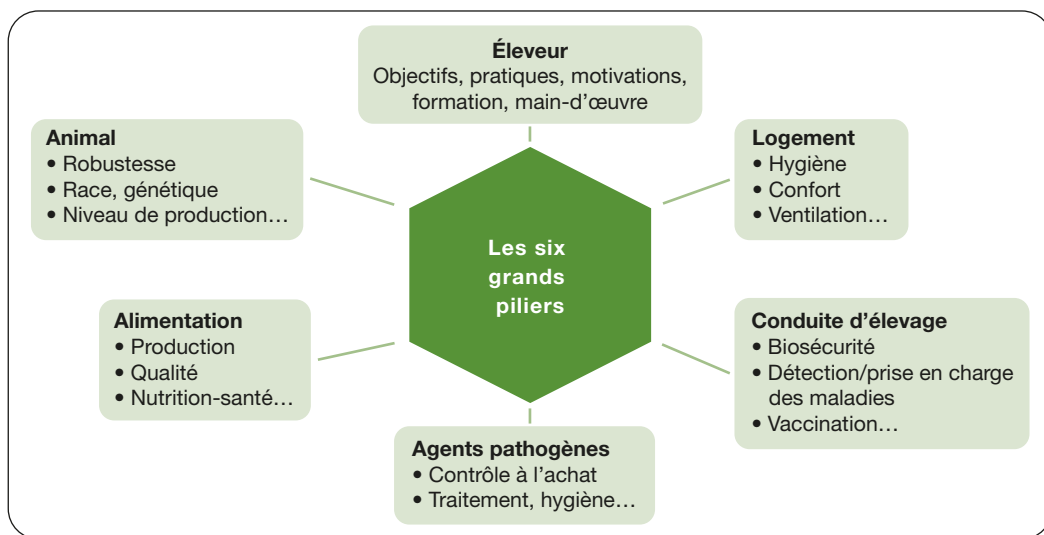 Éleveur
Objectifs, pratiques, motivations,
formation, main-d’œuvre
Animal
• Robustesse
• Race, génétique
• Niveau de production…
Logement
• Hygiène
• Confort
• Ventilation…
Les six
grands
piliers
Alimentation
• Production
• Qualité
• Nutrition-santé…
Conduite d’élevage
• Biosécurité
• Détection/prise en charge
des maladies
• Vaccination…
Agents pathogènes
• Contrôle à l’achat
• Traitement, hygiène…